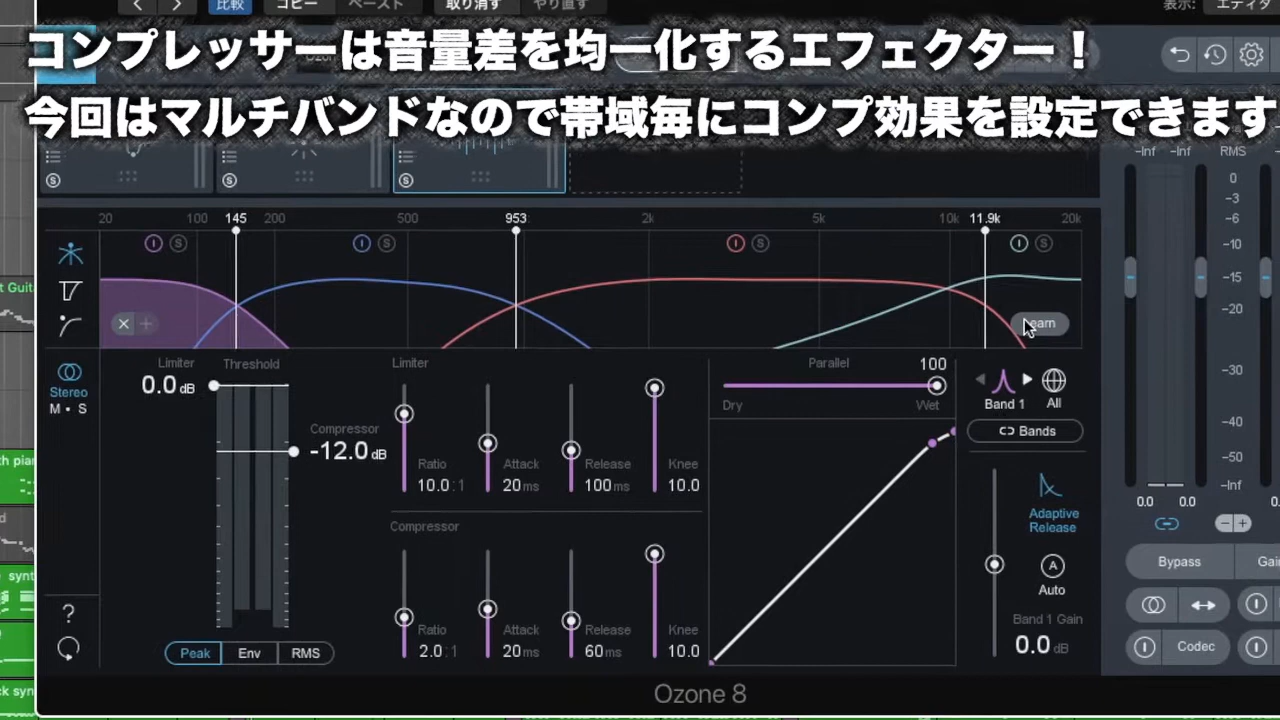 比較
コピー
ペースト
取り消す
やり直す
表示:
エディタ
コンプレッサーは音量差を均一化するエフェクター!
今回はマルチバンドなので帯域毎にコンプ効果を設定できます
S
S
S
-Inf -Inf RMS
20 100 145 200 500 953 2k 5k 10k 11.9k 20k
S S S S
Learn
t Guit
Limiter
0.0 dB
Threshold
Compressor
-12.0 dB
Stereo
M • S
Peak Env RMS
Limiter
Ratio
10.0 : 1
Attack
20 ms
Release
100 ms
Knee
10.0
Compressor
Ratio
2.0 : 1
Attack
20 ms
Release
60 ms
Knee
10.0
Parallel 100
Dry Wet
Band 1 All
Bands
Adaptive
Release
A
Auto
Band 1 Gain
0.0 dB
0
-3
-6
-10
-15
-20
-30
-40
-50
-Inf
0.0 0.0
Bypass
Gai
Codec
th pian
d
synt
ck syn
?
Ozone 8